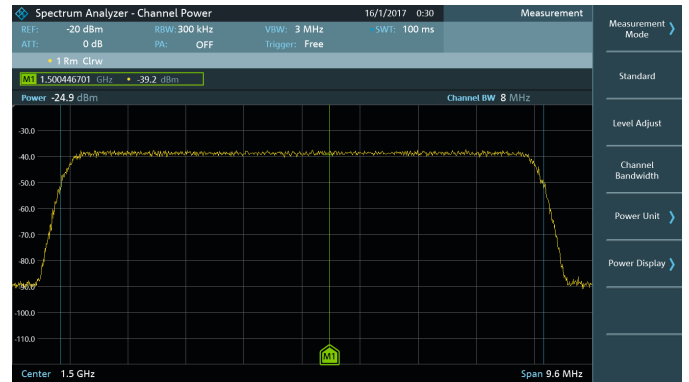 Spectrum Analyzer - Channel Power 16/1/2017 0:30 Measurement
REF: -20 dBm RBW: 300 kHz VBW: 3 MHz SWT: 100 ms
ATT: 0 dB PA: OFF Trigger: Free
• 1 Rm Clrw
M1 1.500446701 GHz • -39.2 dBm
Power -24.9 dBm Channel BW 8 MHz
-30.0
-40.0
-50.0
-60.0
-70.0
-80.0
-90.0
-100.0
-110.0
M1
Center 1.5 GHz Span 9.6 MHz
Measurement
Mode
Standard
Level Adjust
Channel
Bandwidth
Power Unit
Power Display